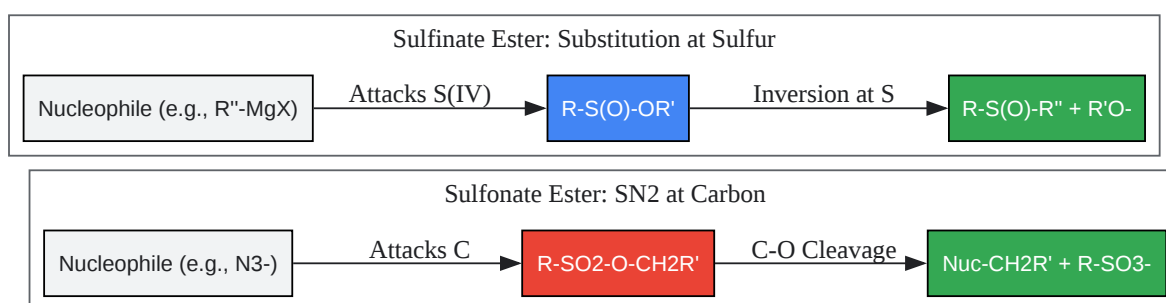 Sulfinate Ester: Substitution at Sulfur
Nucleophile (e.g., R''-MgX)
Attacks S(IV)
R-S(O)-OR'
Inversion at S
R-S(O)-R'' + R'O-
Sulfonate Ester: SN2 at Carbon
Nucleophile (e.g., N3-)
Attacks C
R-SO2-O-CH2R'
C-O Cleavage
Nuc-CH2R' + R-SO3-